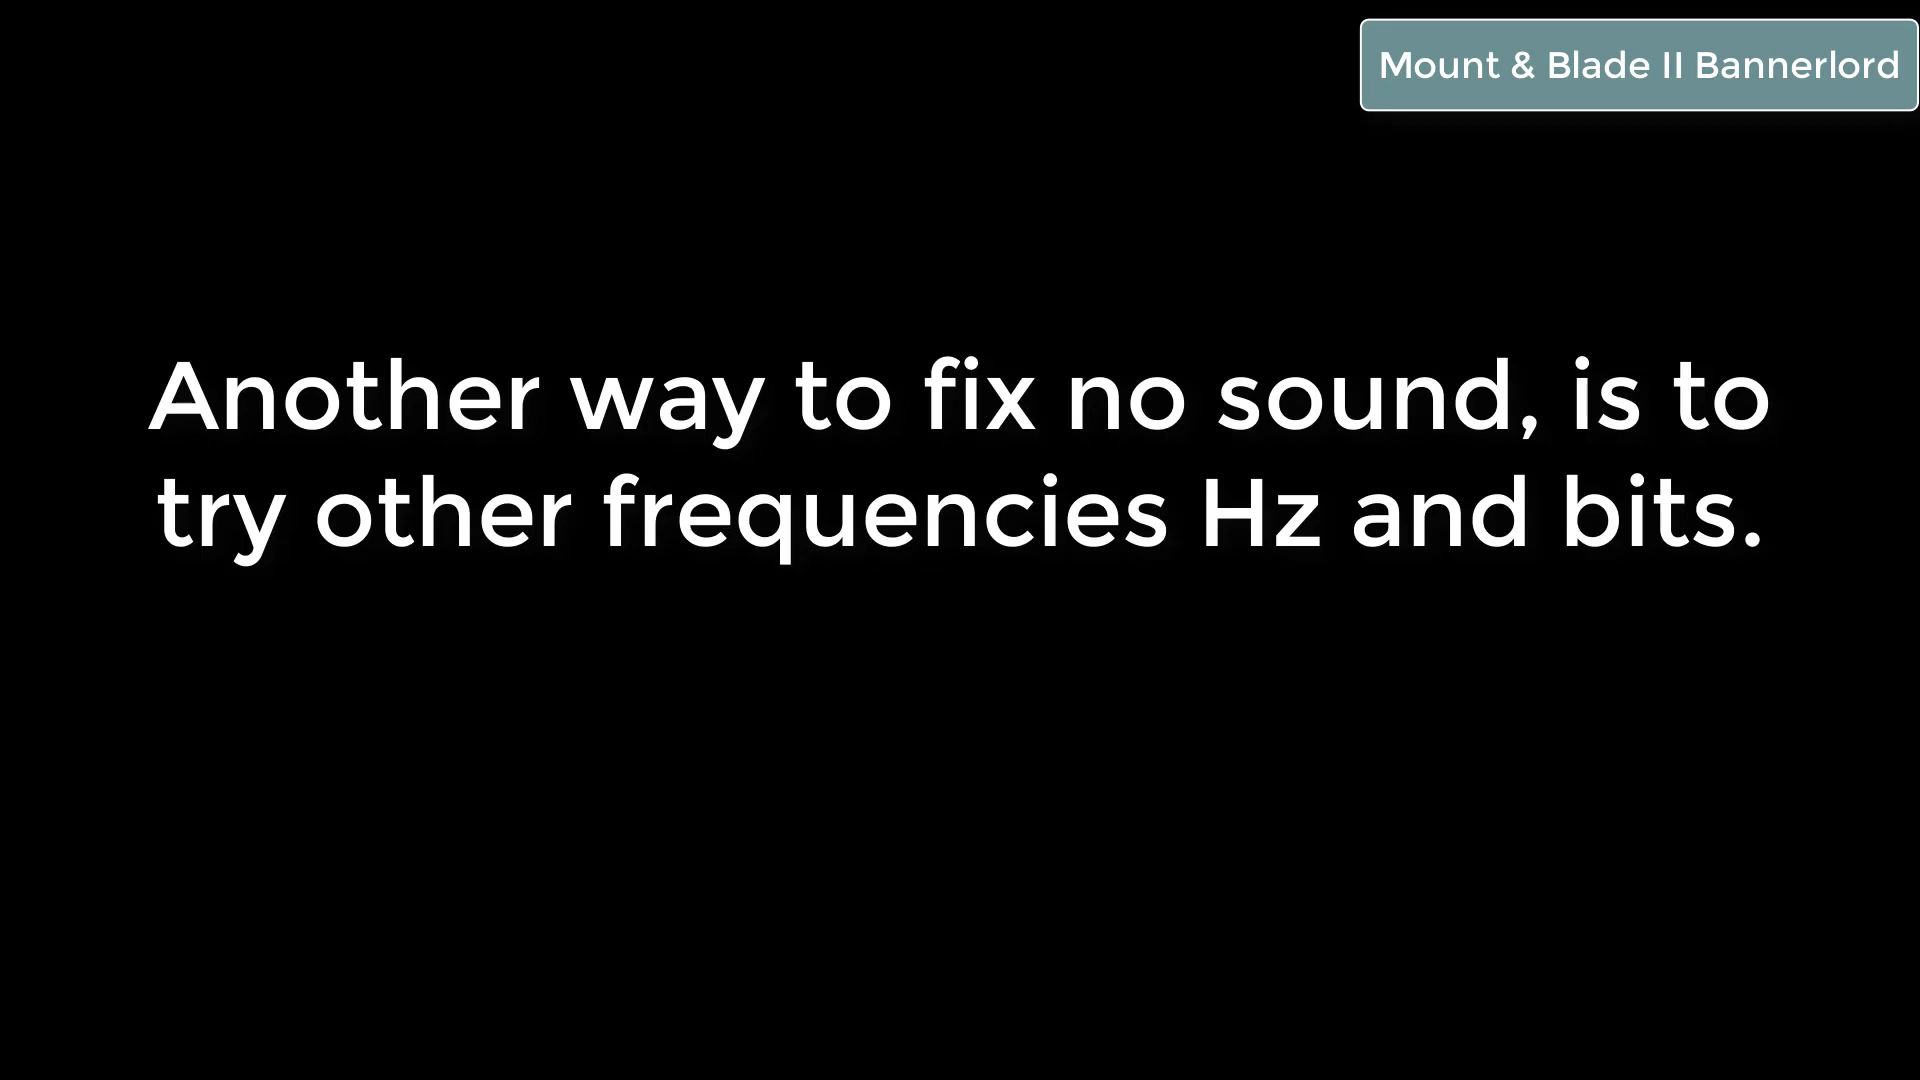 Mount & Blade II Bannerlord
Another way to fix no sound, is to
try other frequencies Hz and bits.